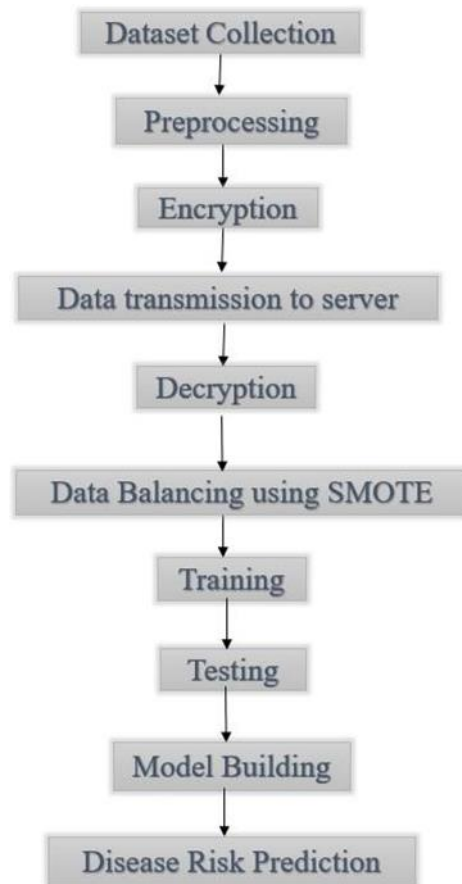 Dataset Collection
Preprocessing
Encryption
Data transmission to server
Decryption
Data Balancing using SMOTE
Training
Testing
Model Building
Disease Risk Prediction